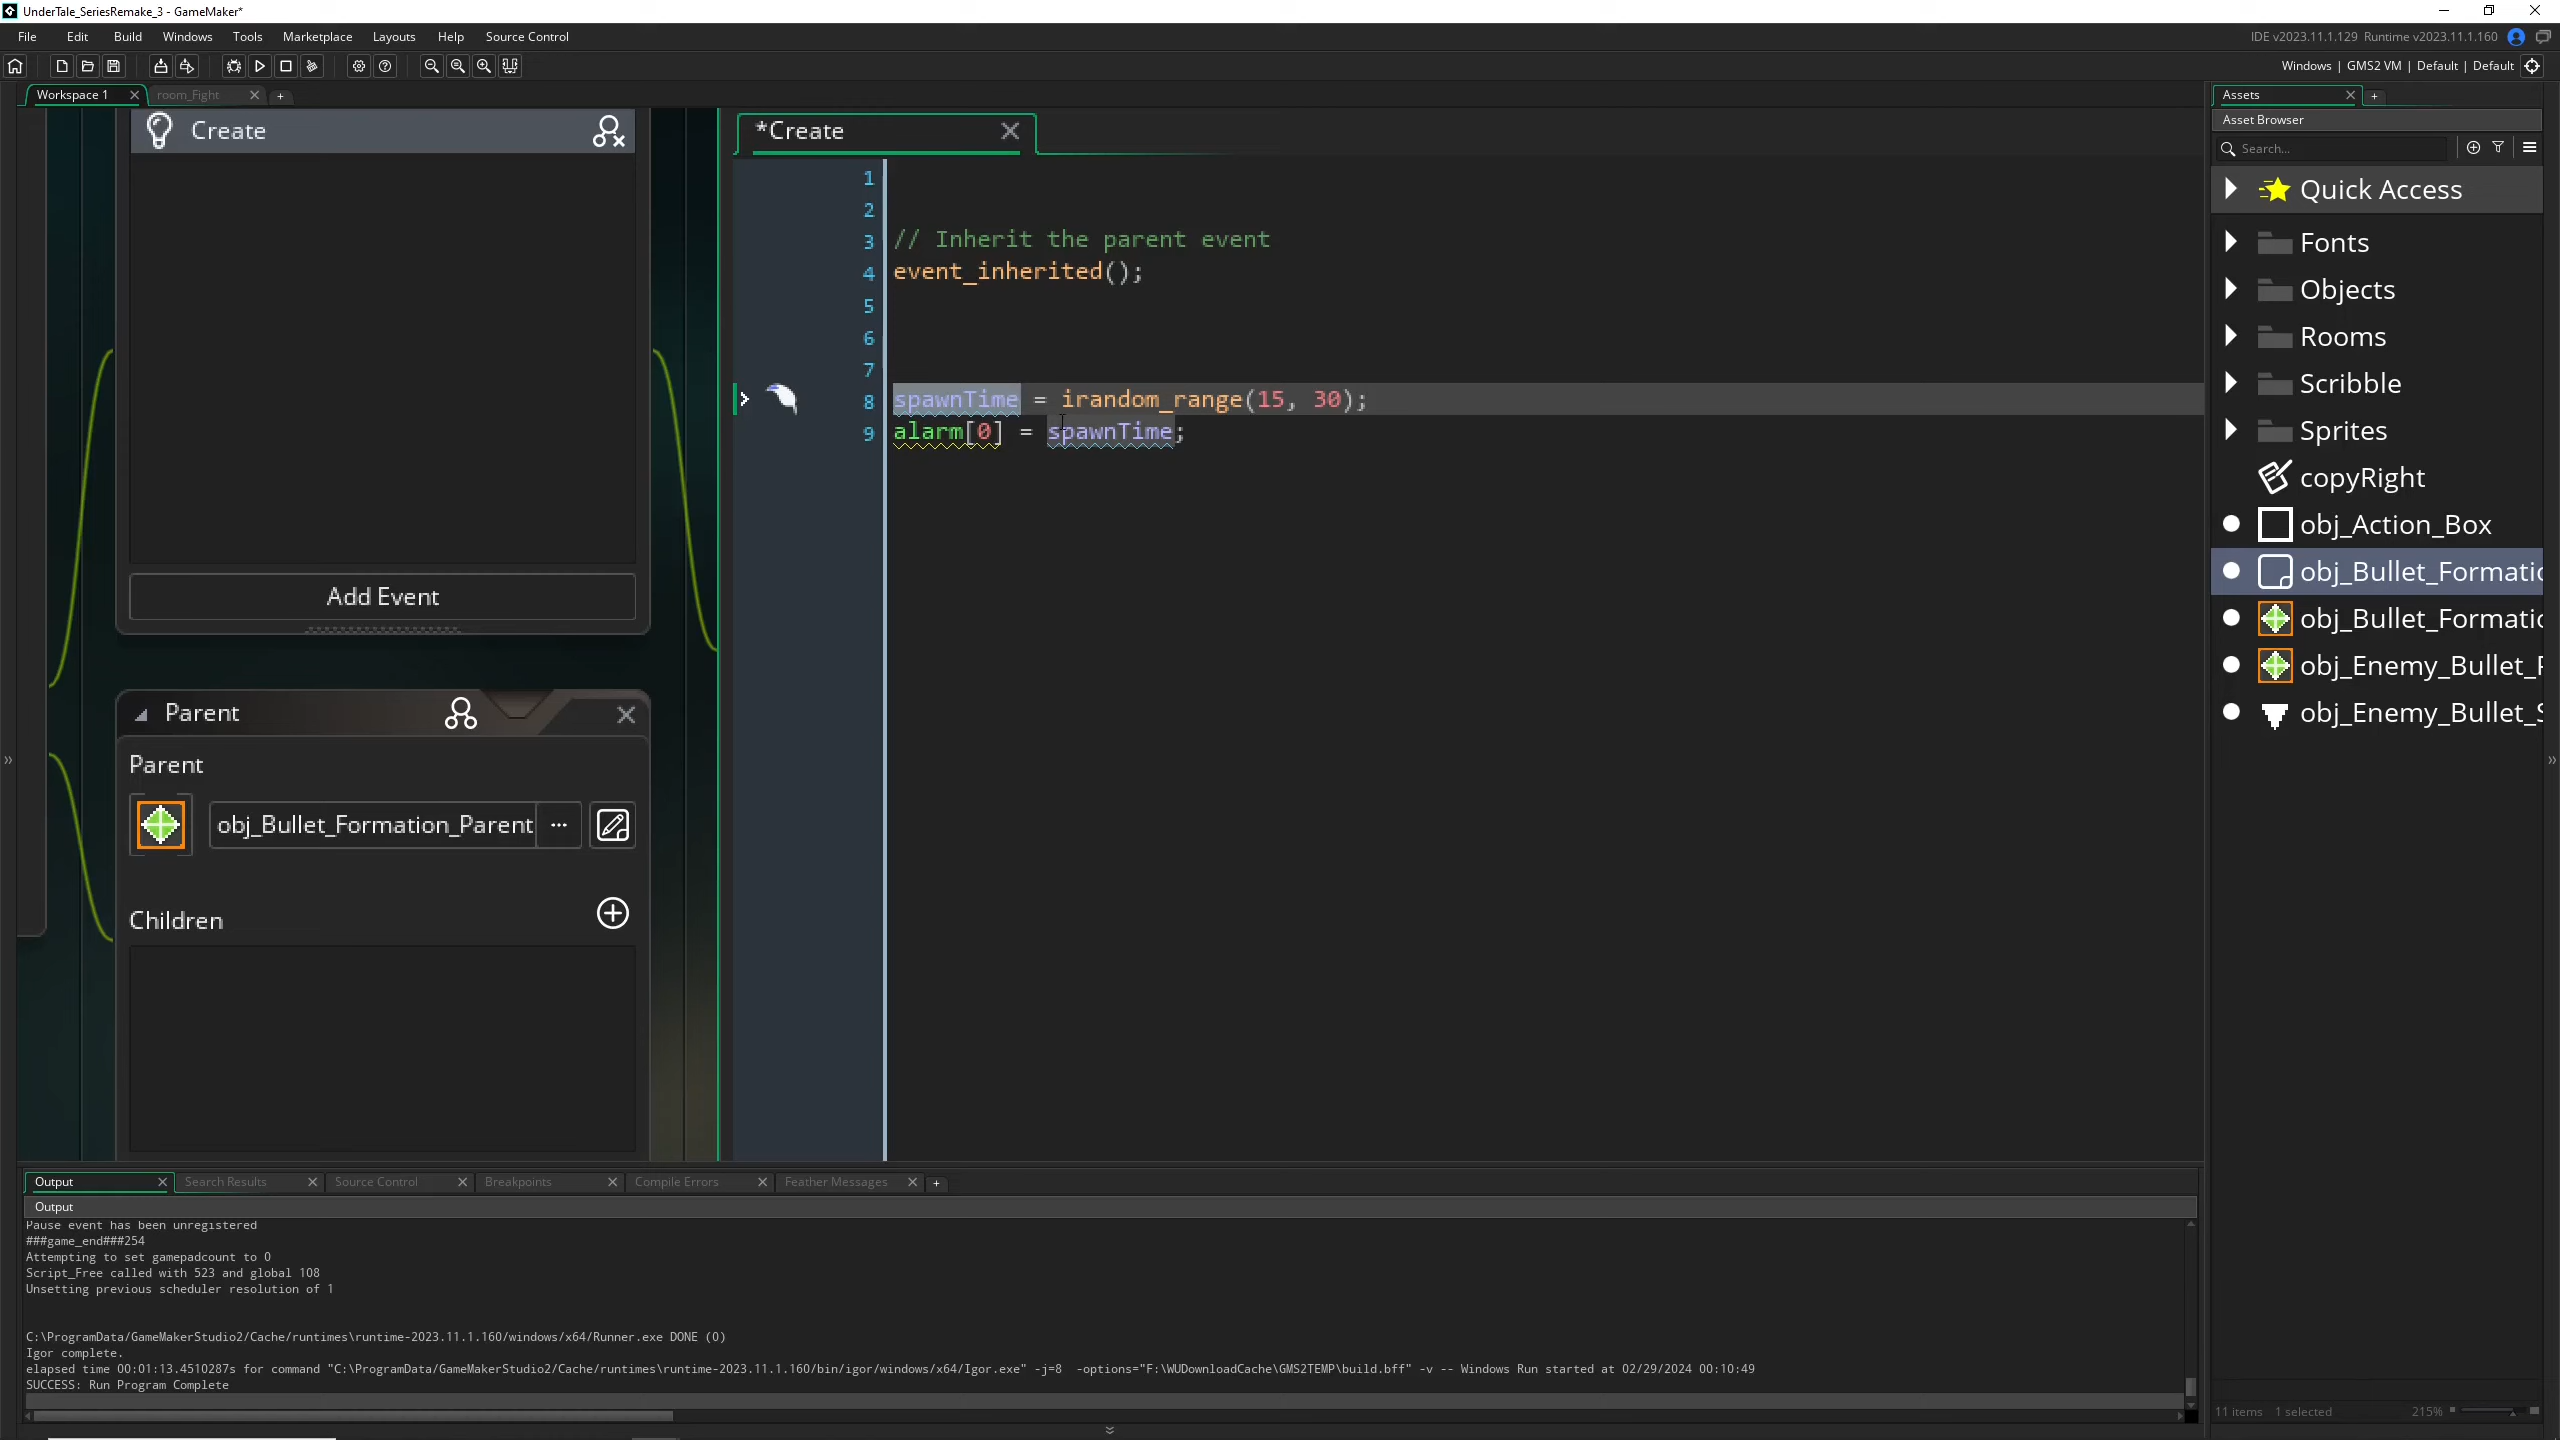 UnderTale_SeriesRemake_3 - GameMaker*
File Edit Build Windows Tools Marketplace Layouts Help Source Control
IDE v2023.11.1.129 Runtime v2023.11.1.160
Windows | GMS2 VM | Default | Default
Workspace 1
room_Fight
Create
*Create
1
2
3 // Inherit the parent event
4 event_inherited();
5
6
7
8 spawnTime = irandom_range(15, 30);
9 alarm[0] = spawnTime;
Add Event
Parent
Parent
obj_Bullet_Formation_Parent
...
Children
Assets
Asset Browser
Search...
Quick Access
Fonts
Objects
Rooms
Scribble
Sprites
copyRight
obj_Action_Box
obj_Bullet_Formatic
obj_Bullet_Formatic
obj_Enemy_Bullet_
obj_Enemy_Bullet_S
11 items 1 selected
215%
Output Search Results Source Control Breakpoints Compile Errors Feather Messages
Output
Pause event has been unregistered
###game_end###254
Attempting to set gamepadcount to 0
Script_Free called with 523 and global 108
Unsetting previous scheduler resolution of 1
C:\ProgramData/GameMakerStudio2/Cache/runtimes\runtime-2023.11.1.160/windows/x64/Runner.exe DONE (0)
Igor complete.
elapsed time 00:01:13.4510287s for command "C:\ProgramData/GameMakerStudio2/Cache/runtimes\runtime-2023.11.1.160/bin/igor/windows/x64/Igor.exe" -j=8 -options="F:\WUDownloadCache\GMS2TEMP\build.bff" -v -- Windows Run started at 02/29/2024 00:10:49
SUCCESS: Run Program Complete